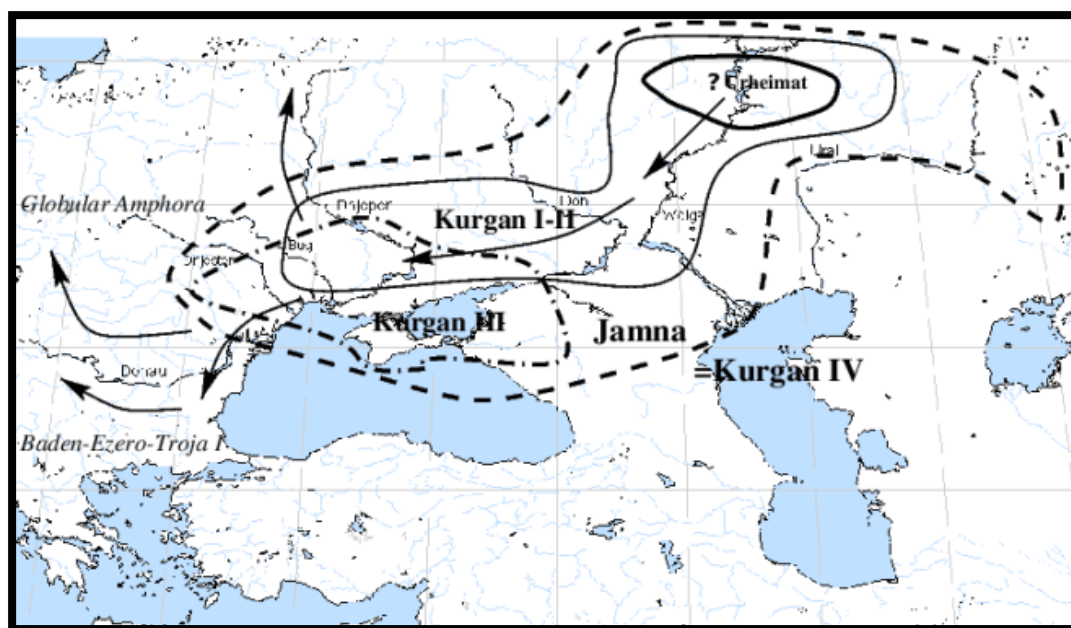 ? Urheimat
Ural
Globular Amphora
Dnjeper
Don
Kurgan I-II
Wolga
Bug
Dnjester
Kurgan III
Jamna
Donau
=Kurgan IV
Baden-Ezero-Troja I